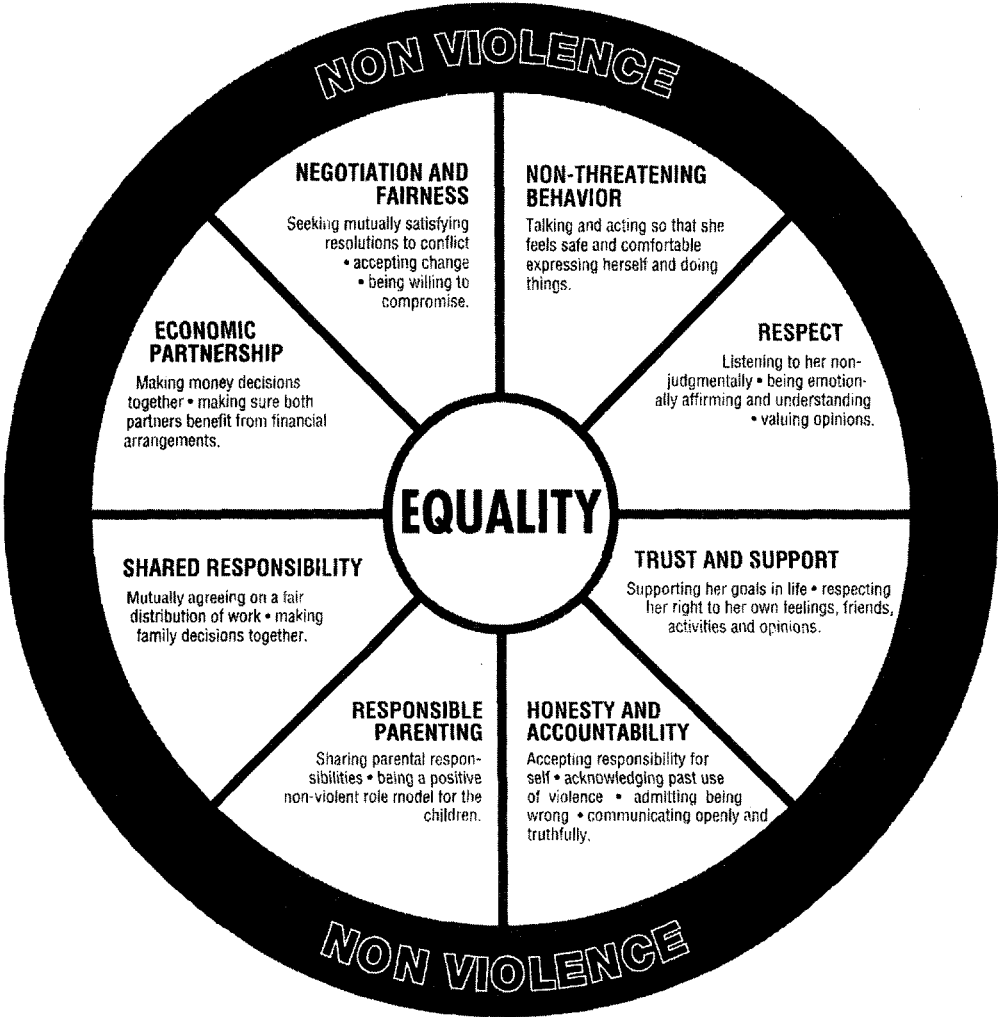 NON VIOLENCE
NEGOTIATION AND
FAIRNESS
Seeking mutually satisfying
resolutions to conflict
• accepting change
• being willing to
compromise.
NON-THREATENING
BEHAVIOR
Talking and acting so that she
feels safe and comfortable
expressing herself and doing
things.
RESPECT
Listening to her non-
judgmentally • being emotion-
ally affirming and understanding
• valuing opinions.
TRUST AND SUPPORT
Supporting her goals in life • respecting
her right to her own feelings, friends,
activities and opinions.
HONESTY AND
ACCOUNTABILITY
Accepting responsibility for
self • acknowledging past use
of violence • admitting being
wrong • communicating openly and
truthfully.
RESPONSIBLE
PARENTING
Sharing parental respon-
sibilities • being a positive
non-violent role model for the
children.
SHARED RESPONSIBILITY
Mutually agreeing on a fair
distribution of work • making
family decisions together.
ECONOMIC
PARTNERSHIP
Making money decisions
together • making sure both
partners benefit from financial
arrangements.
EQUALITY
NON VIOLENCE